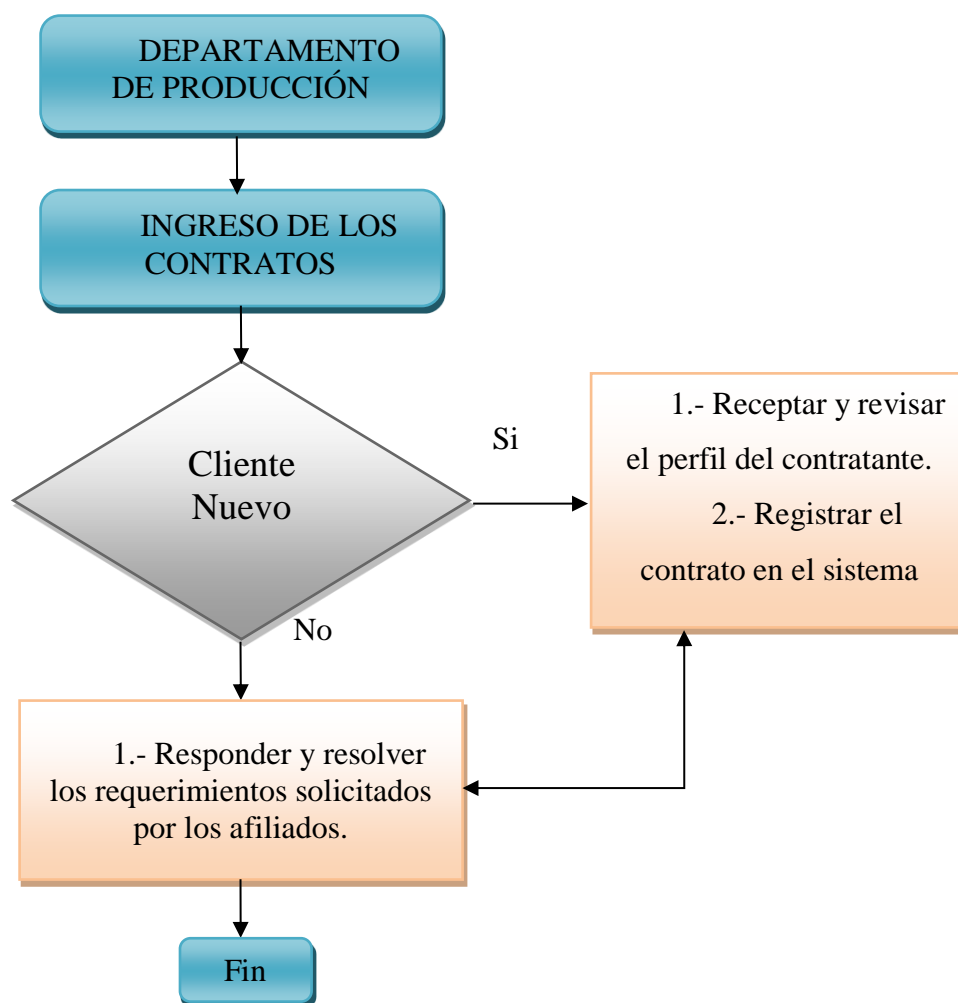 DEPARTAMENTO
DE PRODUCCIÓN
INGRESO DE LOS
CONTRATOS
Cliente
Nuevo
Si
1.- Receptar y revisar
el perfil del contratante.
2.- Registrar el
contrato en el sistema
No
1.- Responder y resolver
los requerimientos solicitados
por los afiliados.
Fin